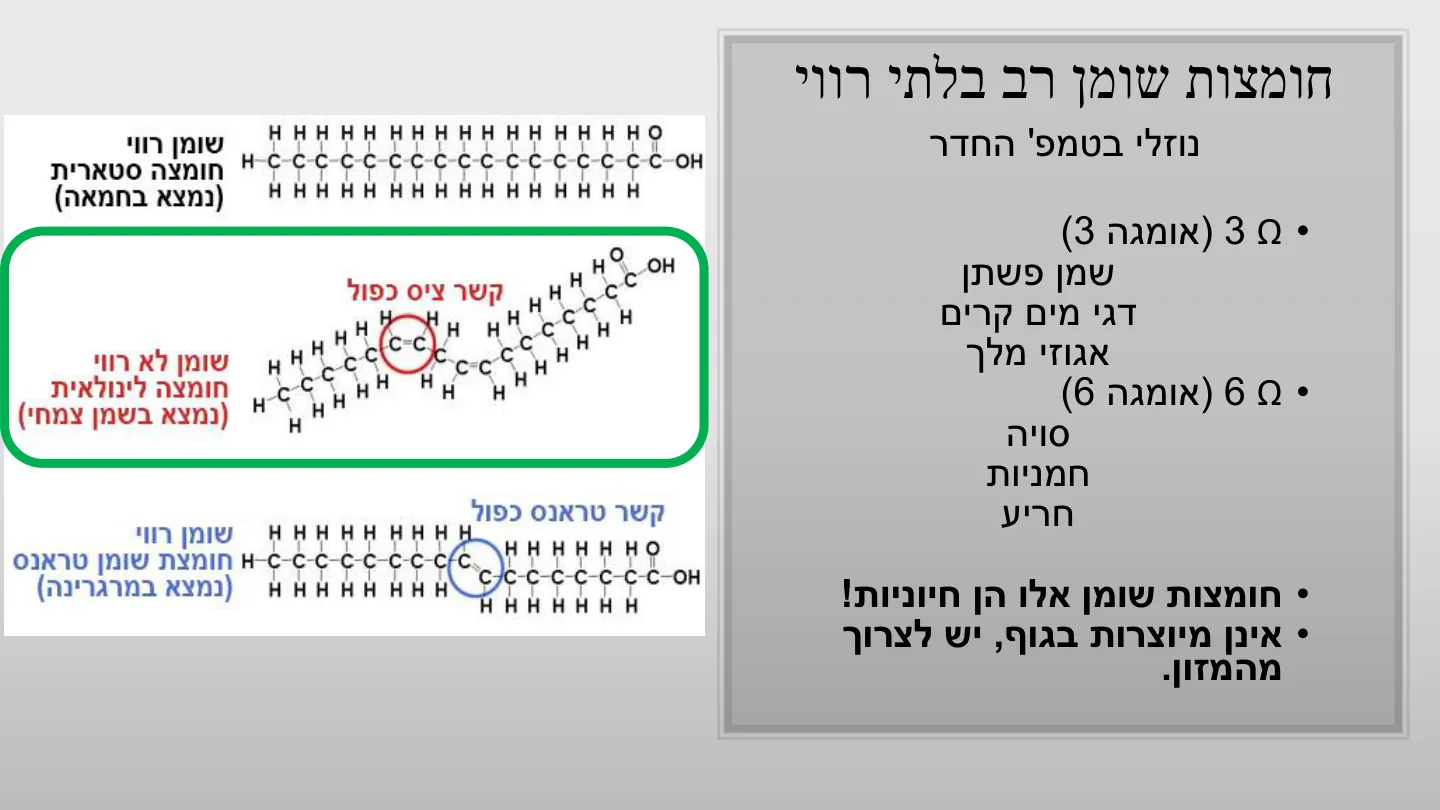 חומצות שומן רב בלתי רווי
נוזלי בטמפ' החדר
• Ω 3 (אומגה 3)
שמן פשתן
דגי מים קרים
אגוזי מלך
• Ω 6 (אומגה 6)
סויה
חמניות
חריע
• חומצות שומן אלו הן חיוניות!
• אינן מיוצרות בגוף, יש לצרוך
מהמזון.
שומן רווי
חומצה סטארית
(נמצא בחמאה)
H H H H H H H H H H H H H H H H H O
H-C-C-C-C-C-C-C-C-C-C-C-C-C-C-C-C-C-C-OH
H H H H H H H H H H H H H H H H H
קשר ציס כפול
שומן לא רווי
חומצה לינולאית
(נמצא בשמן צמחי)
קשר טראנס כפול
שומן רווי
חומצת שומן טראנס
(נמצא במרגרינה)